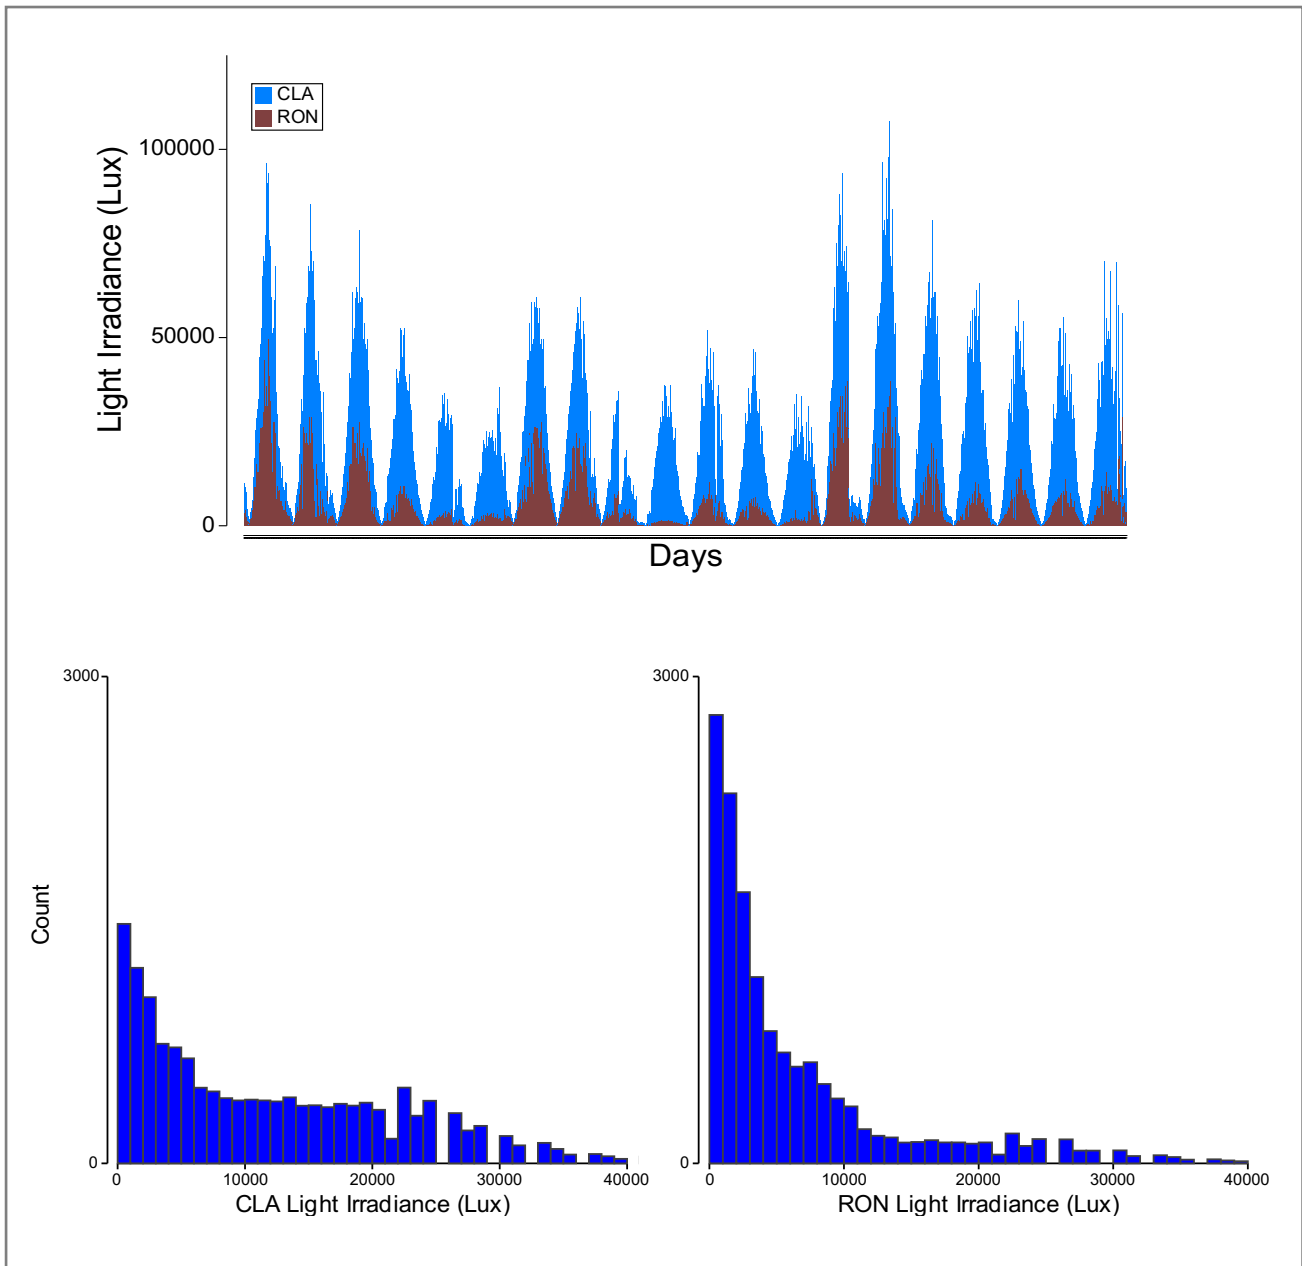 CLA
RON
100000
50000
0
Light Irradiance (Lux)
Days
3000
0
Count
0 10000 20000 30000 40000
CLA Light Irradiance (Lux)
3000
0
0 10000 20000 30000 40000
RON Light Irradiance (Lux)